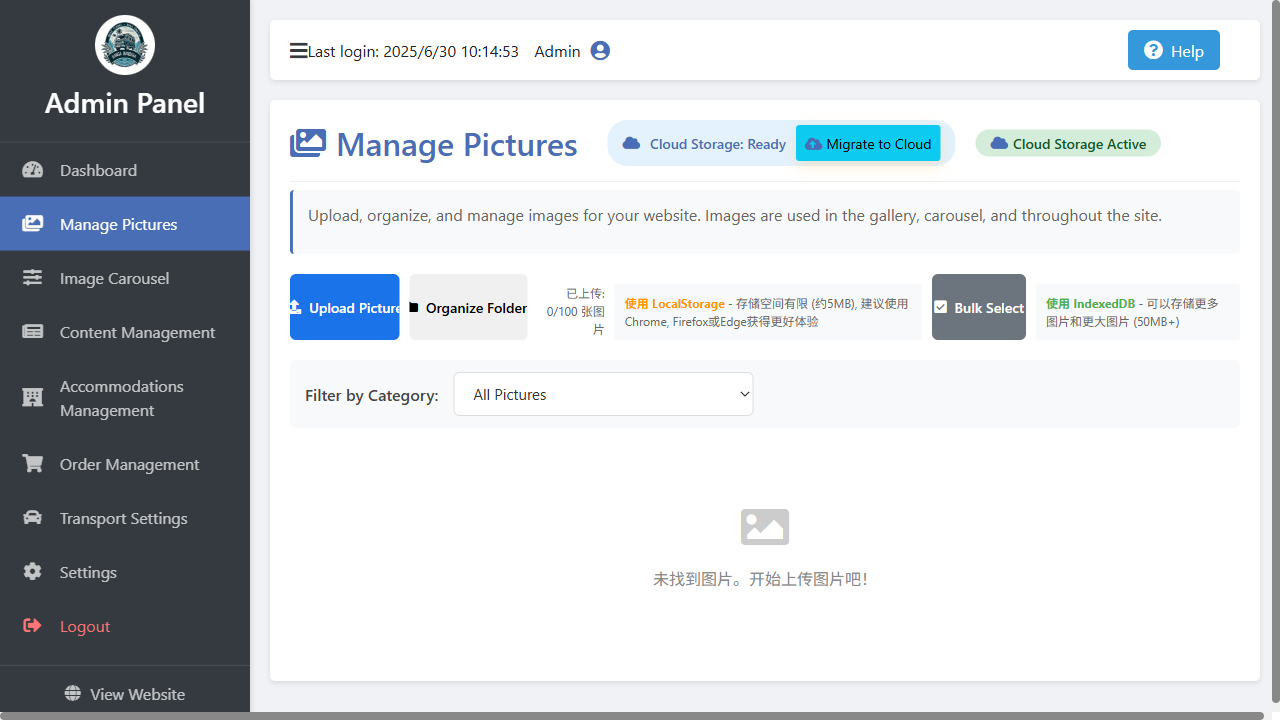 Admin Panel
Dashboard
Manage Pictures
Image Carousel
Content Management
Accommodations
Management
Order Management
Transport Settings
Settings
Logout
View Website
Last login: 2025/6/30 10:14:53 Admin
Help
Manage Pictures
Cloud Storage: Ready
Migrate to Cloud
Cloud Storage Active
Upload, organize, and manage images for your website. Images are used in the gallery, carousel, and throughout the site.
Upload Picture
Organize Folder
已上传:
0/100 张图
片
使用 LocalStorage - 存储空间有限 (约5MB), 建议使用
Chrome, Firefox或Edge获得更好体验
Bulk Select
使用 IndexedDB - 可以存储更多
图片和更大图片 (50MB+)
Filter by Category:
All Pictures
未找到图片。开始上传图片吧！